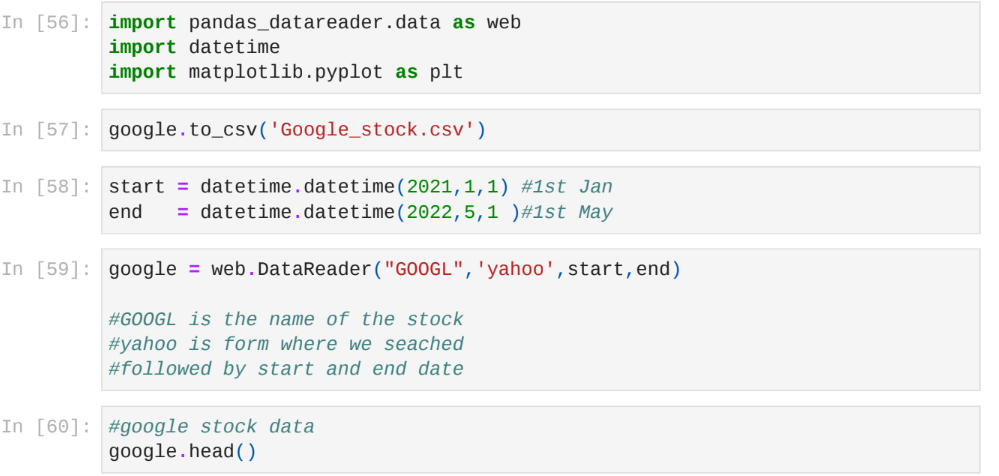 In [56]: import pandas_datareader.data as web
import datetime
import matplotlib.pyplot as plt
In [57]: google.to_csv('Google_stock.csv')
In [58]: start = datetime.datetime(2021,1,1) #1st Jan
end   = datetime.datetime(2022,5,1 )#1st May
In [59]: google = web.DataReader("GOOGL",'yahoo',start,end)
#GOOGL is the name of the stock
#yahoo is form where we seached
#followed by start and end date
In [60]: #google stock data
google.head()